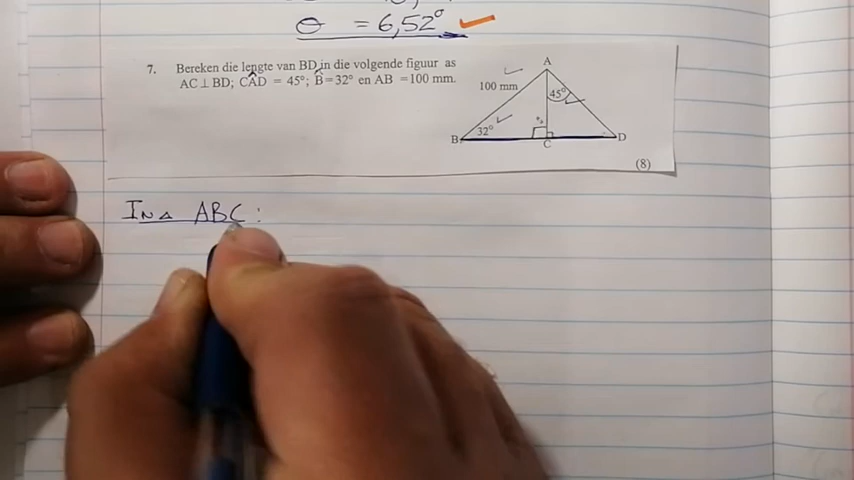 θ = 6,52°
7. Bereken die lengte van BD in die volgende figuur as
AC ⊥ BD; CÂD = 45°; B̂ = 32° en AB = 100 mm.
A
100 mm
45°
32°
B
C
D
(8)
In △ ABC: